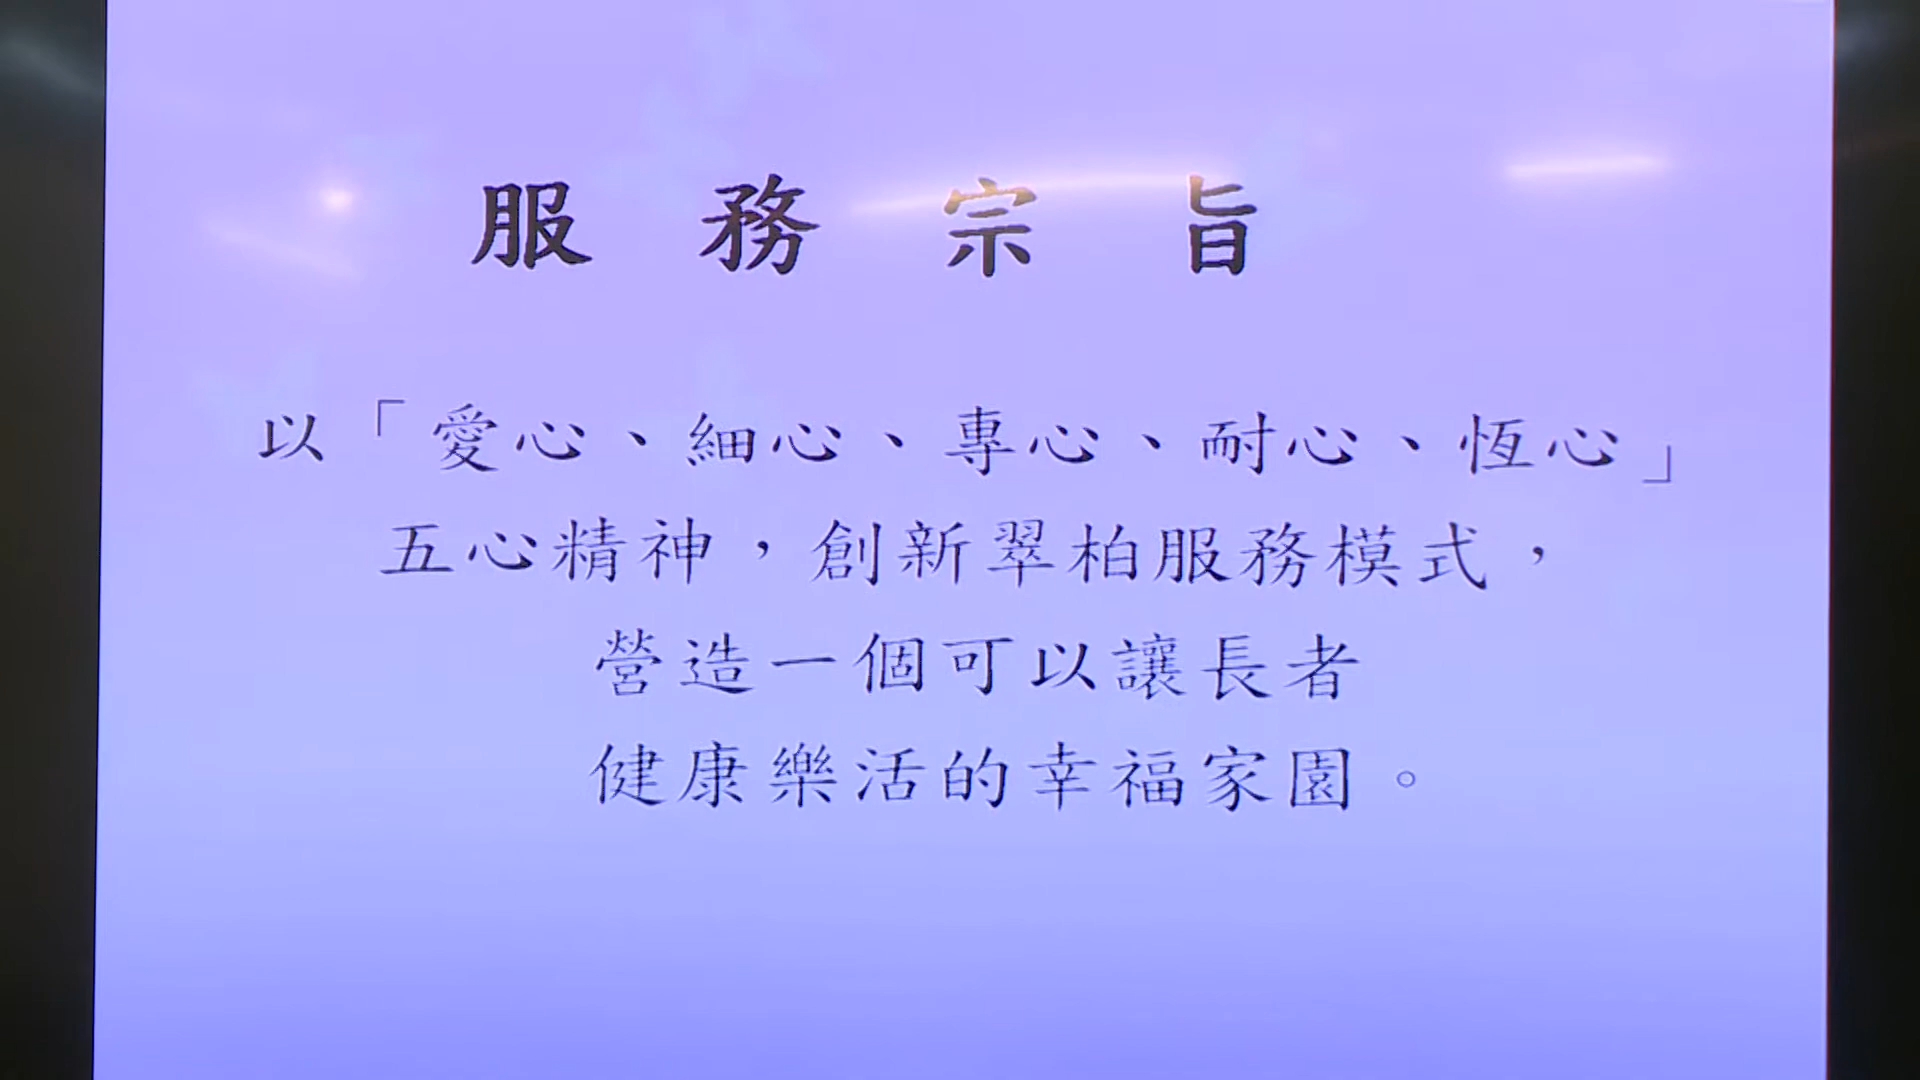 服務宗旨
以「愛心、細心、專心、耐心、恆心」
五心精神，創新翠柏服務模式，
營造一個可以讓長者
健康樂活的幸福家園。